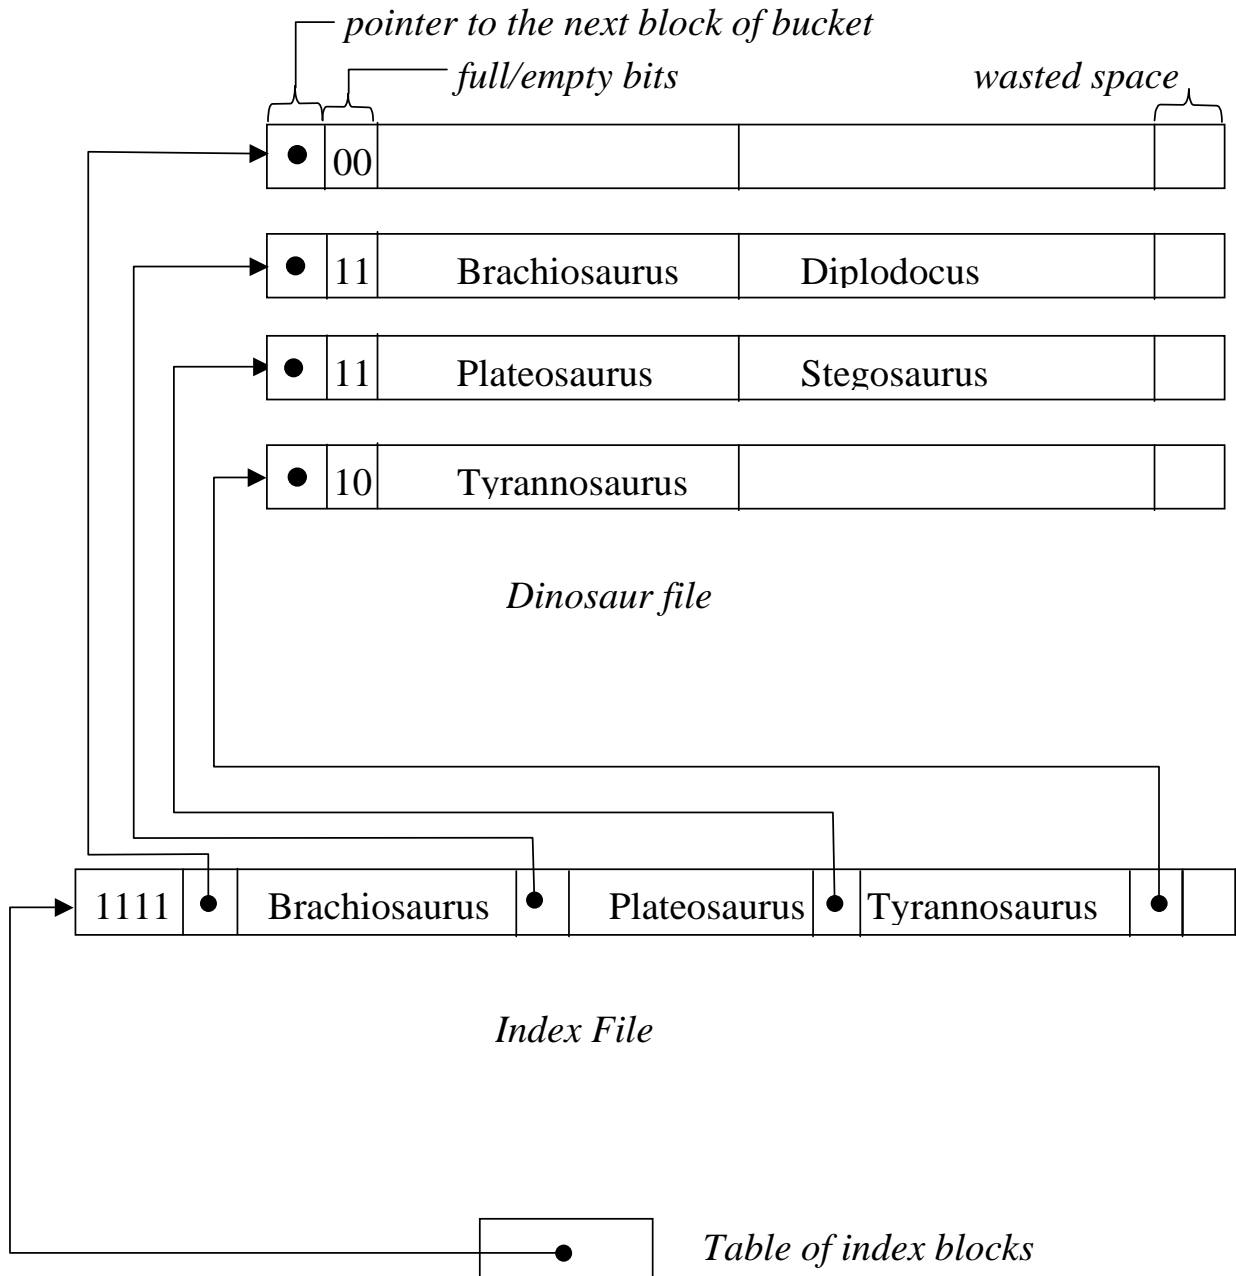 pointer to the next block of bucket
full/empty bits
wasted space
00
11 Brachiosaurus Diplodocus
11 Plateosaurus Stegosaurus
10 Tyrannosaurus
Dinosaur file
1111 Brachiosaurus Plateosaurus Tyrannosaurus
Index File
Table of index blocks